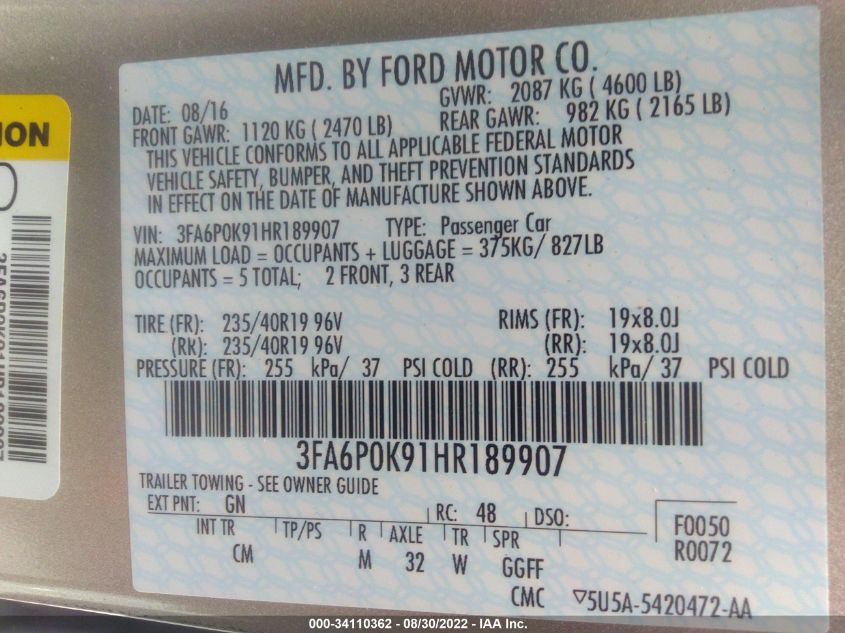 MFD. BY FORD MOTOR CO.
DATE: 08/16 GVWR: 2087 KG ( 4600 LB)
FRONT GAWR: 1120 KG ( 2470 LB) REAR GAWR: 982 KG ( 2165 LB)
THIS VEHICLE CONFORMS TO ALL APPLICABLE FEDERAL MOTOR
VEHICLE SAFETY, BUMPER, AND THEFT PREVENTION STANDARDS
IN EFFECT ON THE DATE OF MANUFACTURE SHOWN ABOVE.
VIN: 3FA6P0K91HR189907 TYPE: Passenger Car
MAXIMUM LOAD = OCCUPANTS + LUGGAGE = 375KG/ 827LB
OCCUPANTS = 5 TOTAL; 2 FRONT, 3 REAR
TIRE (FR): 235/40R19 96V RIMS (FR): 19x8.0J
(RR): 235/40R19 96V (RR): 19x8.0J
PRESSURE (FR): 255 kPa/ 37 PSI COLD (RR): 255 kPa/ 37 PSI COLD
3FA6P0K91HR189907
TRAILER TOWING - SEE OWNER GUIDE
EXT PNT: GN RC: 48 DSO: F0050
INT TR TP/PS R AXLE TR SPR R0072
CM M 32 W GGFF
CMC ▽5U5A-5420472-AA
ION
3FA6P0K91HR189907
000-34110362 - 08/30/2022 - IAA Inc.